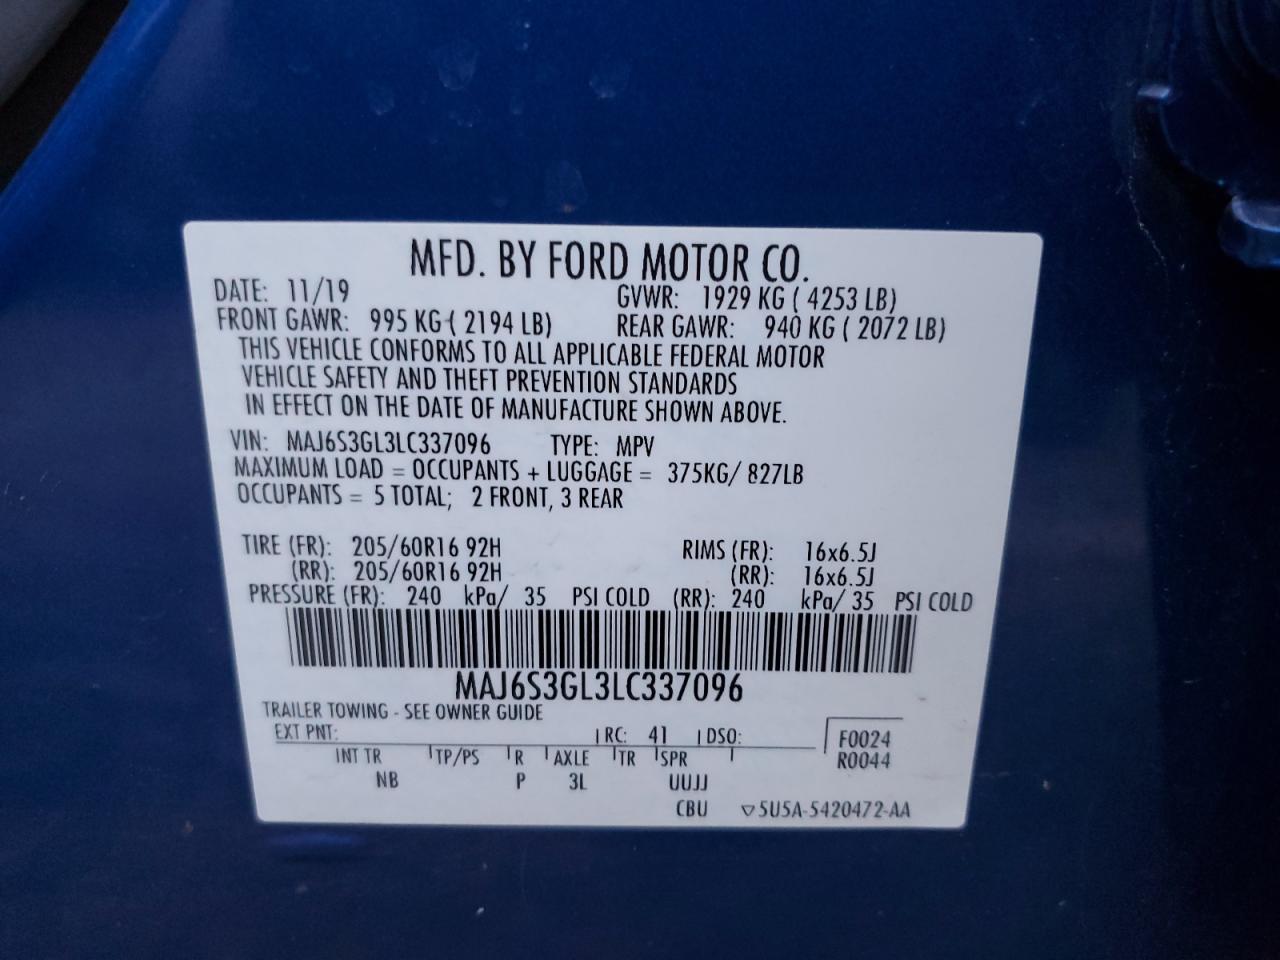 MFD. BY FORD MOTOR CO.
DATE: 11/19 GVWR: 1929 KG ( 4253 LB)
FRONT GAWR: 995 KG ( 2194 LB) REAR GAWR: 940 KG ( 2072 LB)
THIS VEHICLE CONFORMS TO ALL APPLICABLE FEDERAL MOTOR
VEHICLE SAFETY AND THEFT PREVENTION STANDARDS
IN EFFECT ON THE DATE OF MANUFACTURE SHOWN ABOVE.
VIN: MAJ6S3GL3LC337096 TYPE: MPV
MAXIMUM LOAD = OCCUPANTS + LUGGAGE = 375KG/ 827LB
OCCUPANTS = 5 TOTAL; 2 FRONT, 3 REAR
TIRE (FR): 205/60R16 92H RIMS (FR): 16x6.5J
(RR): 205/60R16 92H (RR): 16x6.5J
PRESSURE (FR): 240 kPa/ 35 PSI COLD (RR): 240 kPa/ 35 PSI COLD
MAJ6S3GL3LC337096
TRAILER TOWING - SEE OWNER GUIDE
EXT PNT: RC: 41 DSO: F0024
INT TR TP/PS R AXLE TR SPR R0044
NB P 3L UUJJ
CBU ▽5U5A-5420472-AA